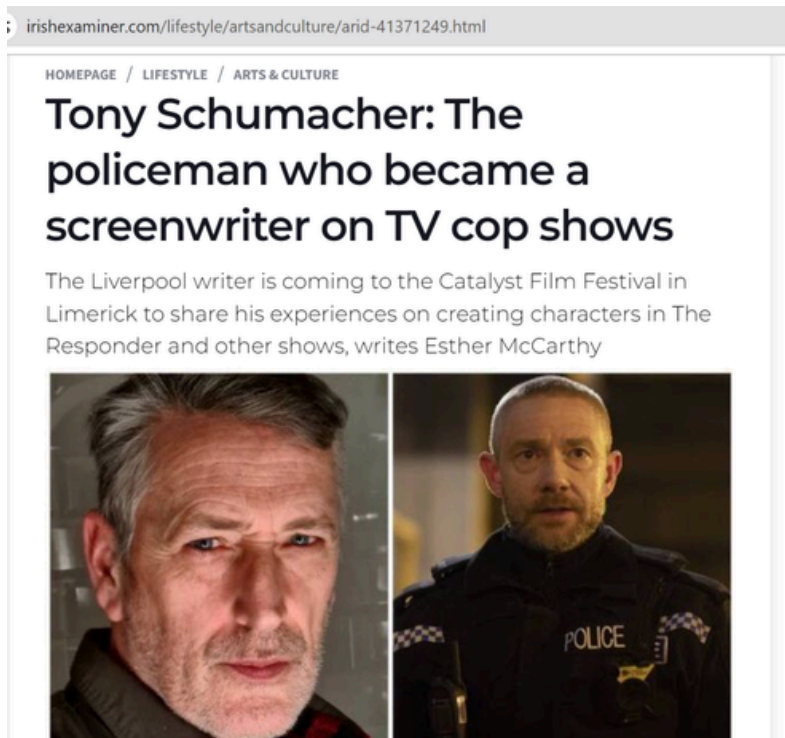 irishexaminer.com/lifestyle/artsandculture/arid-41371249.html
HOMEPAGE / LIFESTYLE / ARTS & CULTURE
Tony Schumacher: The
policeman who became a
screenwriter on TV cop shows
The Liverpool writer is coming to the Catalyst Film Festival in
Limerick to share his experiences on creating characters in The
Responder and other shows, writes Esther McCarthy
POLICE